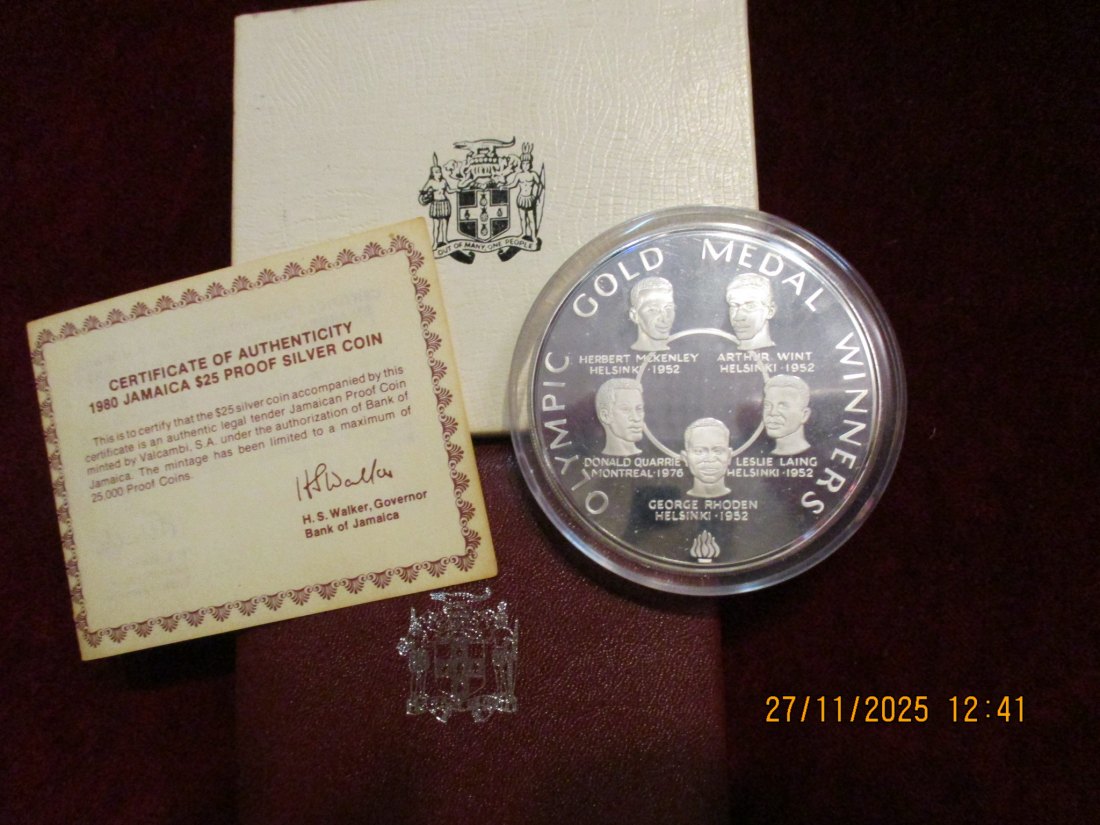 OUT OF MANY, ONE PEOPLE
CERTIFICATE OF AUTHENTICITY
1980 JAMAICA $25 PROOF SILVER COIN
This is to certify that the $25 silver coin accompanied by this
certificate is an authentic legal tender Jamaican Proof Coin
minted by Valcambi, S.A. under the authorization of Bank of
Jamaica. The mintage has been limited to a maximum of
25,000 Proof Coins.
HSWalker
H. S. Walker, Governor
Bank of Jamaica
OLYMPIC GOLD MEDAL WINNERS
HERBERT McKENLEY
HELSINKI · 1952
ARTHUR WINT
HELSINKI · 1952
DONALD QUARRIE
MONTREAL · 1976
LESLIE LAING
HELSINKI · 1952
GEORGE RHODEN
HELSINKI · 1952
27/11/2025 12:41